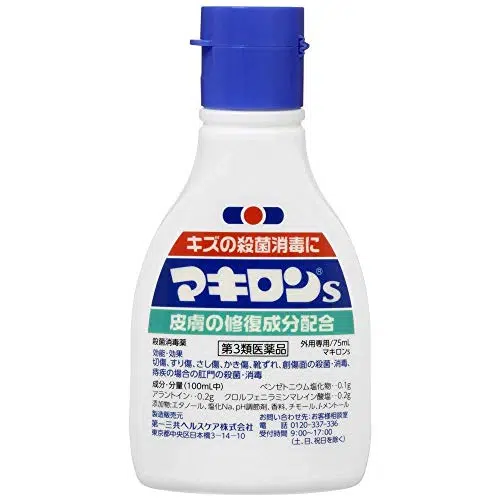 キズの殺菌消毒に
マキロン®s
皮膚の修復成分配合
殺菌消毒薬
第3類医薬品
外用専用/75mL
マキロンs
効能・効果
切傷、すり傷、さし傷、かき傷、靴ずれ、創傷面の殺菌・消毒、
痔疾の場合の肛門の殺菌・消毒
成分・分量(100mL中) ベンゼトニウム塩化物…0.1g
アラントイン…0.2g クロルフェニラミンマレイン酸塩…0.2g
添加物:エタノール、塩化Na、pH調節剤、香料、チモール、l-メントール
製造販売元
第一三共ヘルスケア株式会社
東京都中央区日本橋3-14-10
お問い合わせ先:お客様相談室
電話 0120-337-336
受付時間 9:00~17:00
(土、日、祝日を除く)